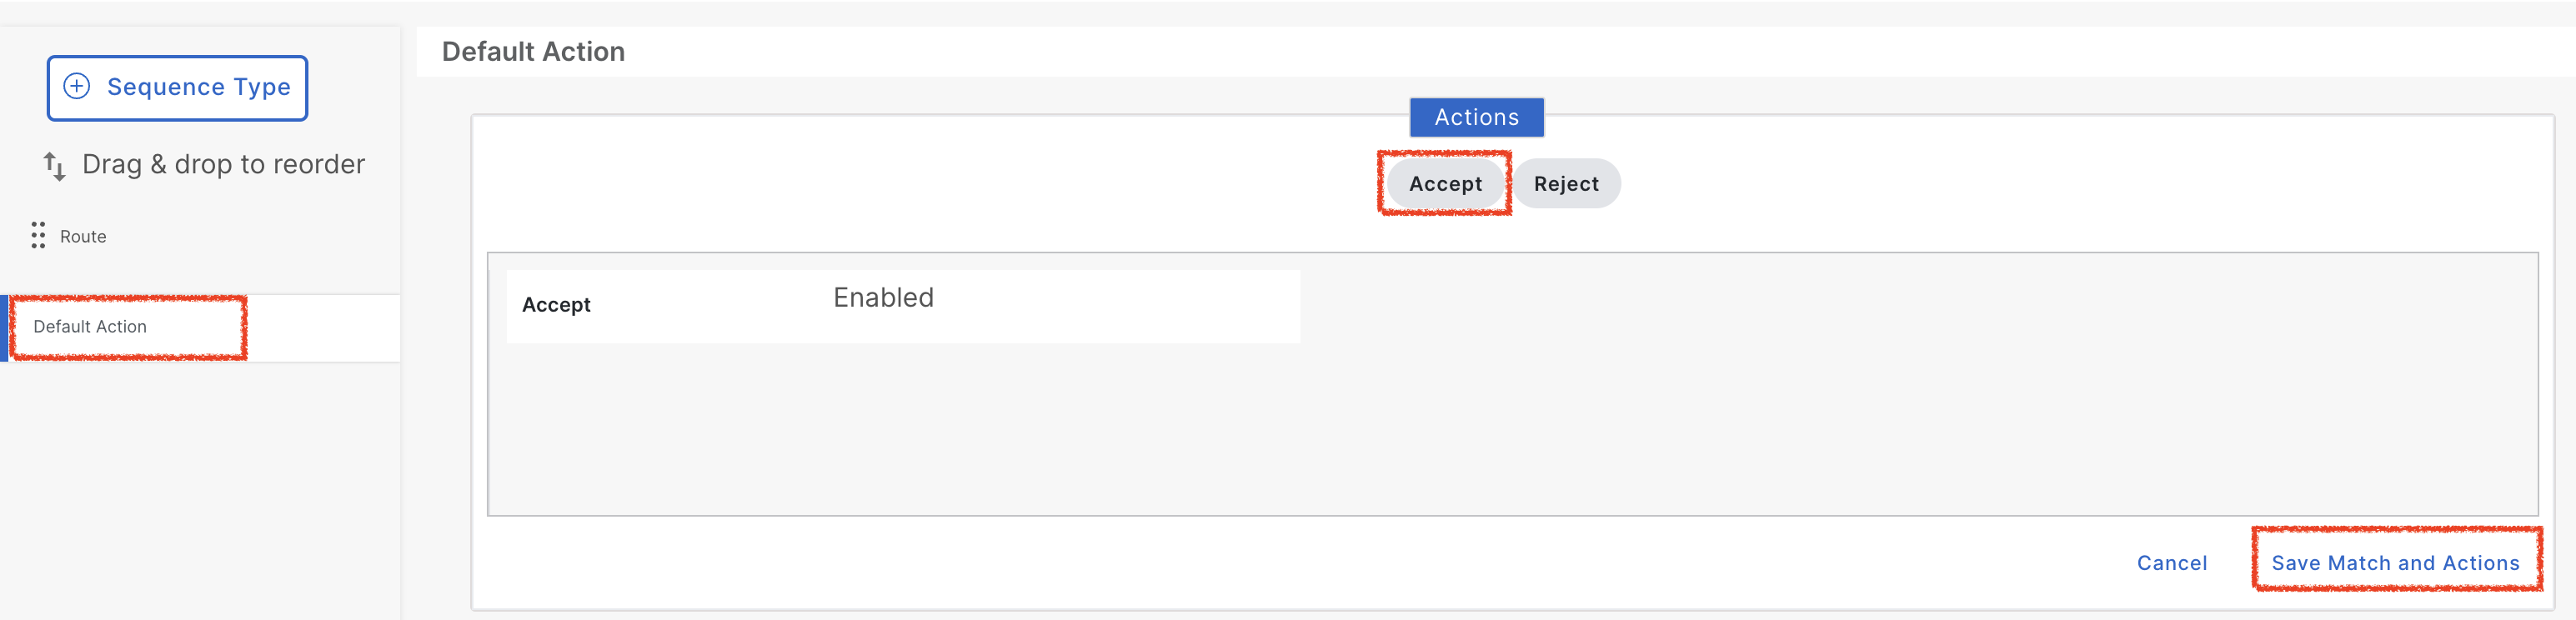 Sequence Type
Drag & drop to reorder
Route
Default Action
Default Action
Actions
Accept Reject
Accept Enabled
Cancel Save Match and Actions